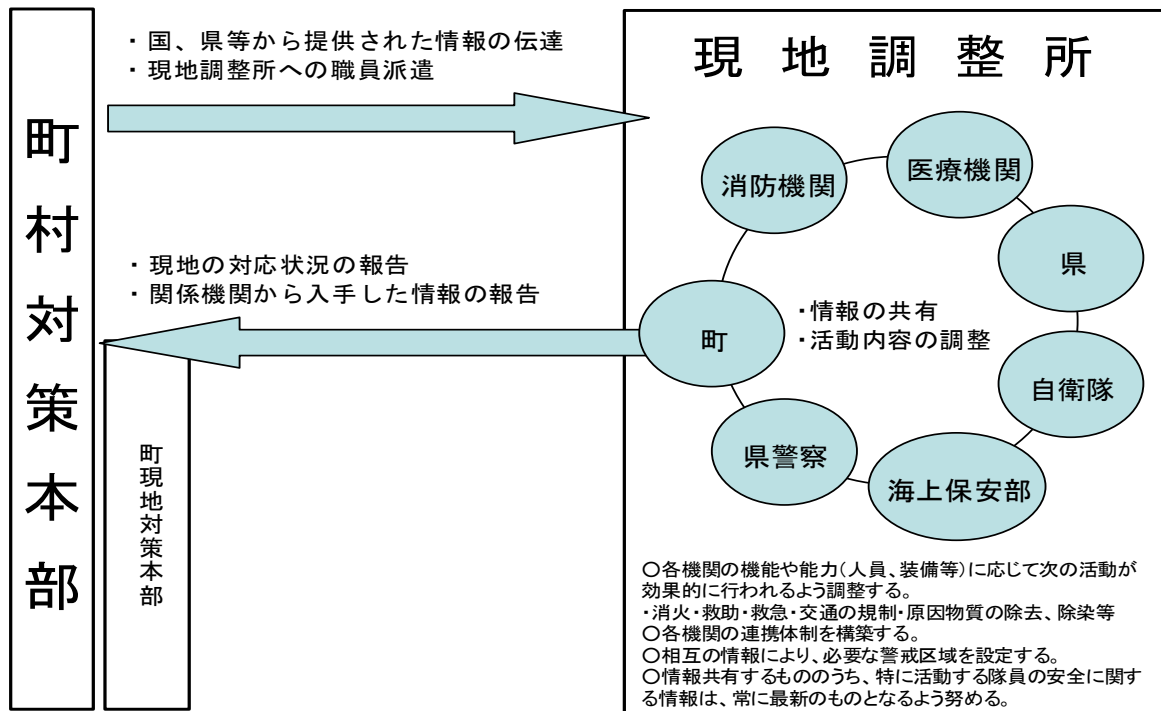 町村対策本部
町現地対策本部
・国、県等から提供された情報の伝達
・現地調整所への職員派遣
・現地の対応状況の報告
・関係機関から入手した情報の報告
現地調整所
消防機関
医療機関
県
自衛隊
海上保安部
県警察
町
・情報の共有
・活動内容の調整
〇各機関の機能や能力(人員、装備等)に応じて次の活動が
効果的に行われるよう調整する。
・消火・救助・救急・交通の規制・原因物質の除去、除染等
〇各機関の連携体制を構築する。
〇相互の情報により、必要な警戒区域を設定する。
〇情報共有するもののうち、特に活動する隊員の安全に関す
る情報は、常に最新のものとなるよう努める。